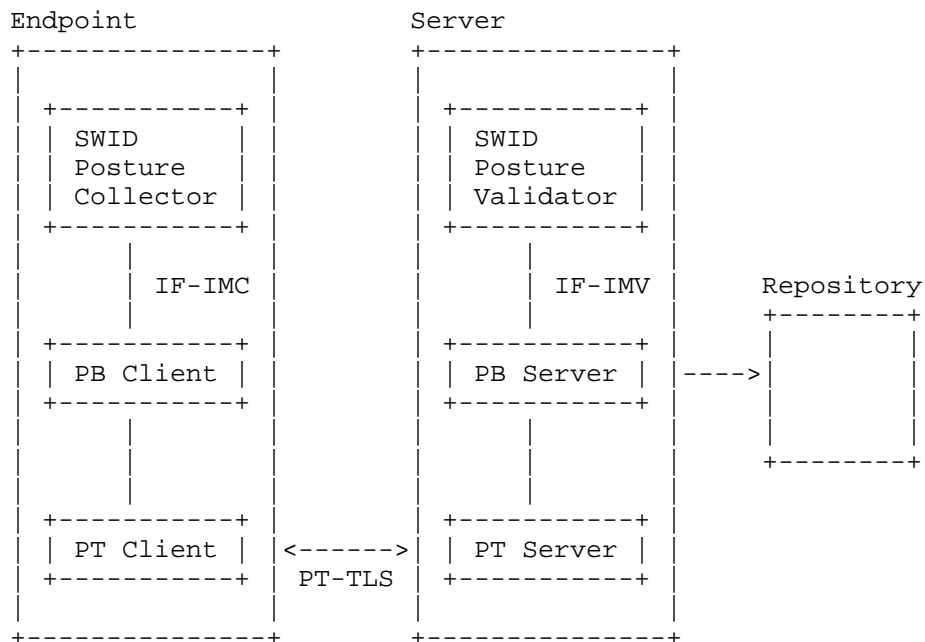 Endpoint Server
SWID SWID
Posture Posture
Collector Validator
IF-IMC IF-IMV Repository
PB Client PB Server ---->
PT Client <------> PT Server
PT-TLS